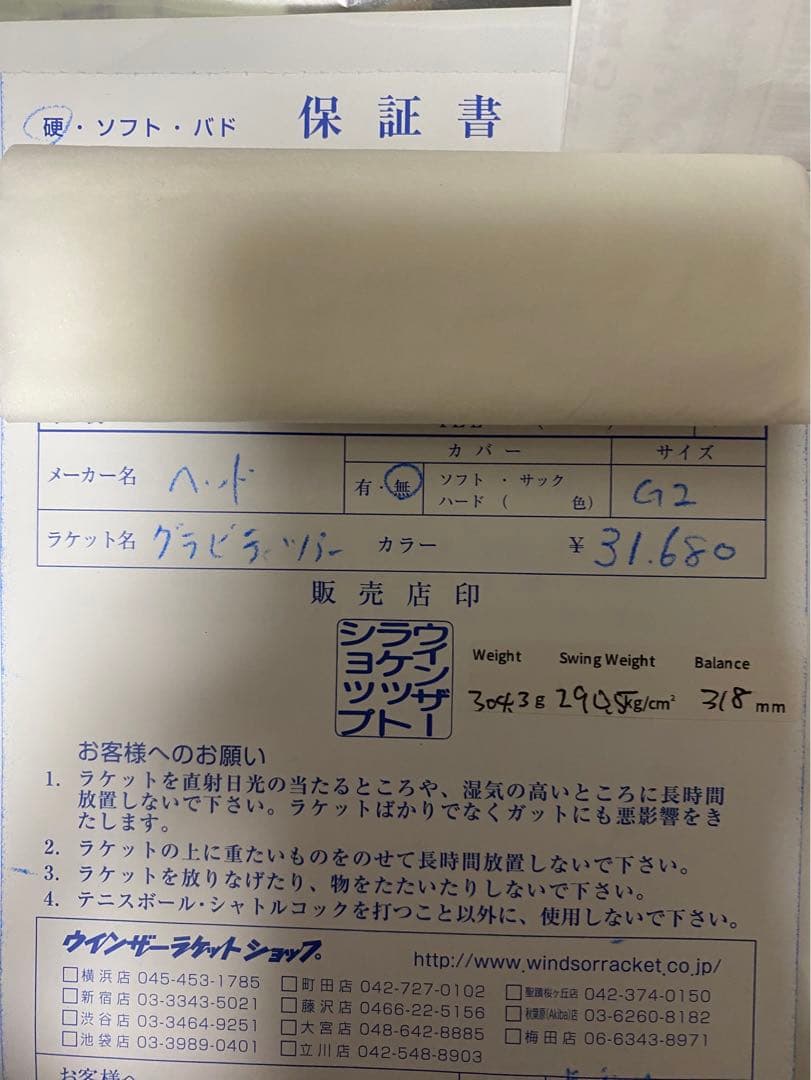 硬・ソフト・バド 保証書
メーカー名 ヘッド カバー 有・無 ソフト・サック ハード( 色) サイズ G2
ラケット名 グラビティツアー カラー ¥31.680
販売店印
ウインザーラケットショップ
Weight Swing Weight Balance
304.3g 290.5kg/cm² 318mm
お客様へのお願い
1. ラケットを直射日光の当たるところや、湿気の高いところに長時間
放置しないで下さい。ラケットばかりでなくガットにも悪影響をき
たします。
2. ラケットの上に重たいものをのせて長時間放置しないで下さい。
3. ラケットを放りなげたり、物をたたいたりしないで下さい。
4. テニスボール・シャトルコックを打つこと以外に、使用しないで下さい。
ウインザーラケットショップ。 http://www.windsorracket.co.jp/
□横浜店 045-453-1785 □町田店 042-727-0102 □聖蹟桜ヶ丘店 042-374-0150
□新宿店 03-3343-5021 □藤沢店 0466-22-5156 □秋葉原(Akiba)店 03-6260-8182
□渋谷店 03-3464-9251 □大宮店 048-642-8885 □梅田店 06-6343-8971
□池袋店 03-3989-0401 □立川店 042-548-8903
お客様へ